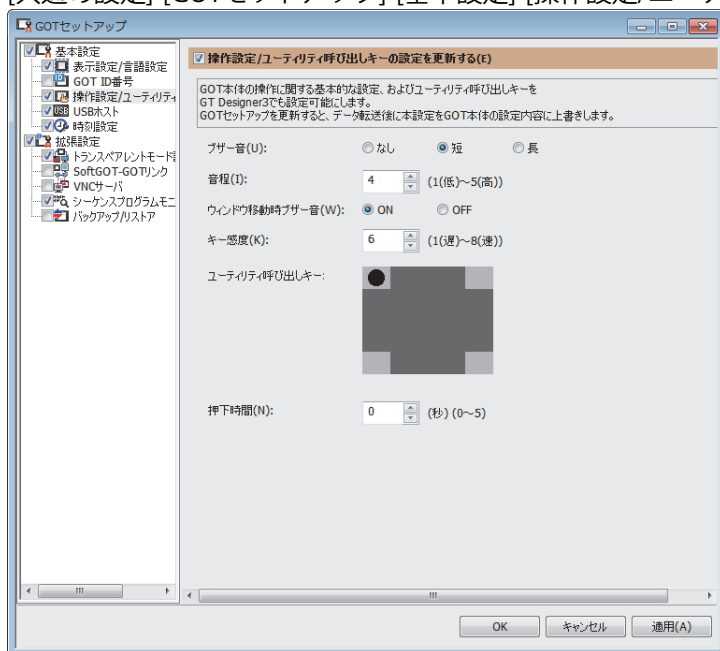 [共通の設定] [GOTセットアップ] [基本設定] [操作設定/ユーテ
GOTセットアップ
基本設定
表示設定/言語設定
GOT ID番号
操作設定/ユーティリティ
USBホスト
時刻設定
拡張設定
トランスペアレントモード
SoftGOT-GOTリンク
VNCサーバ
シーケンスプログラムモニ
バックアップ/リストア
操作設定/ユーティリティ呼び出しキーの設定を更新する(E)
GOT本体の操作に関する基本的な設定、およびユーティリティ呼び出しキーを
GT Designer3でも設定可能にします。
GOTセットアップを更新すると、データ転送後に本設定をGOT本体の設定内容に上書きします。
ブザー音(U): なし 短 長
音程(I): 4 (1(低)~5(高))
ウィンドウ移動時ブザー音(W): ON OFF
キー感度(K): 6 (1(遅)~8(速))
ユーティリティ呼び出しキー:
押下時間(N): 0 (秒) (0~5)
OK キャンセル 適用(A)